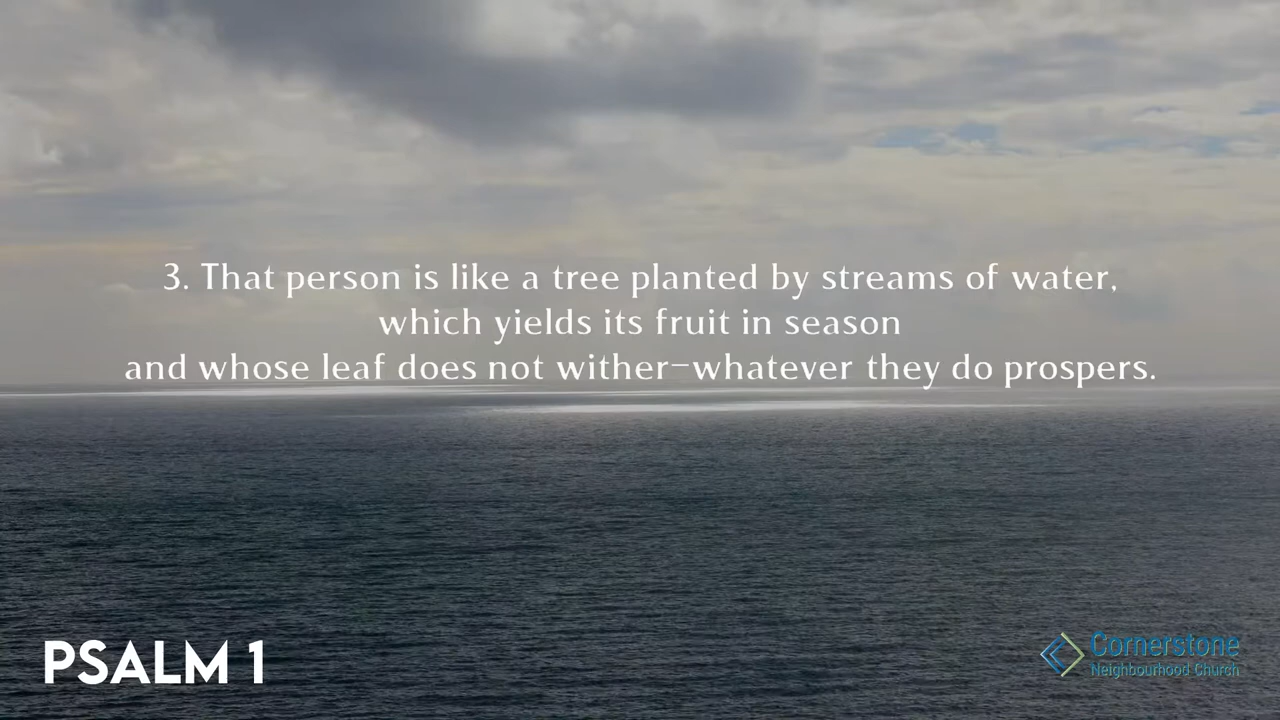 3. That person is like a tree planted by streams of water,
which yields its fruit in season
and whose leaf does not wither—whatever they do prospers.
PSALM 1
Cornerstone
Neighbourhood Church